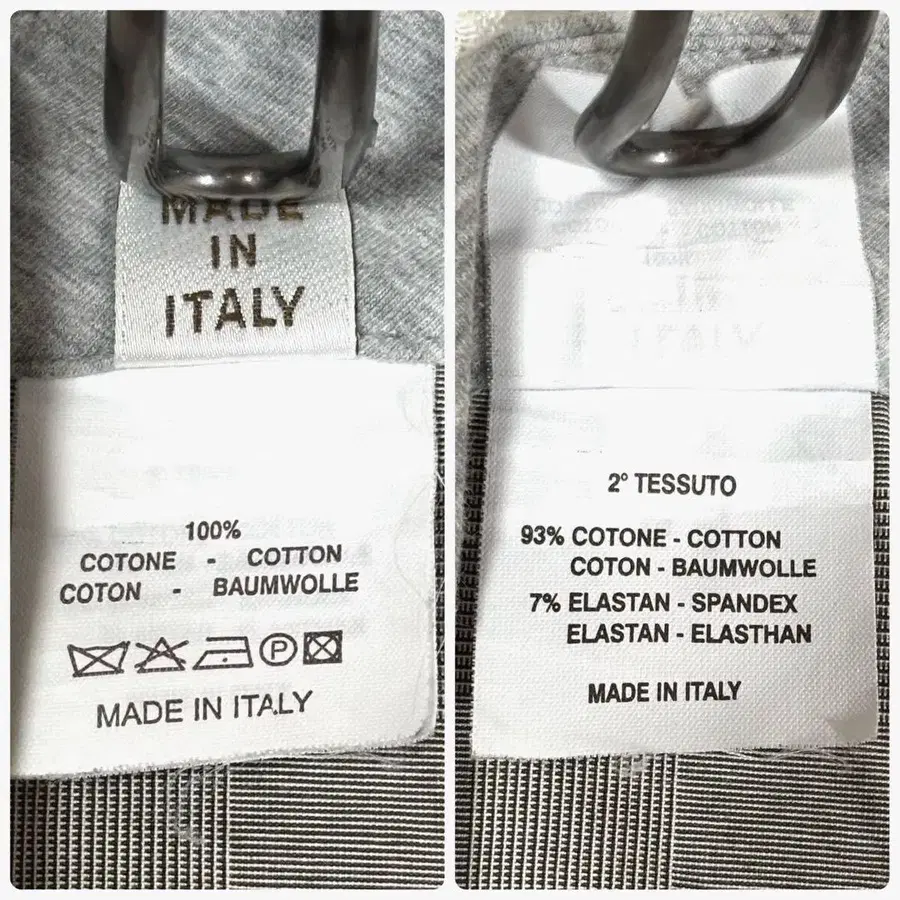 MADE
IN
ITALY
100%
COTONE - COTTON
COTON - BAUMWOLLE
P
MADE IN ITALY
2° TESSUTO
93% COTONE - COTTON
COTON - BAUMWOLLE
7% ELASTAN - SPANDEX
ELASTAN - ELASTHAN
MADE IN ITALY